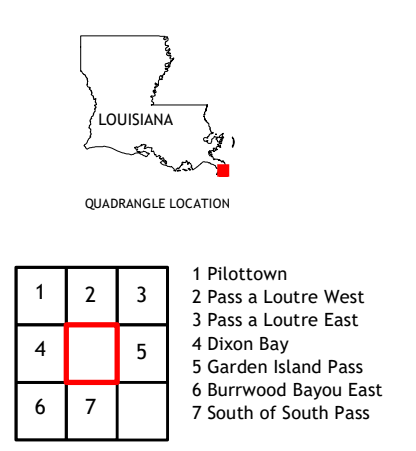 LOUISIANA
QUADRANGLE LOCATION
1 2 3
4 5
6 7
1 Pilottown
2 Pass a Loutre West
3 Pass a Loutre East
4 Dixon Bay
5 Garden Island Pass
6 Burrwood Bayou East
7 South of South Pass